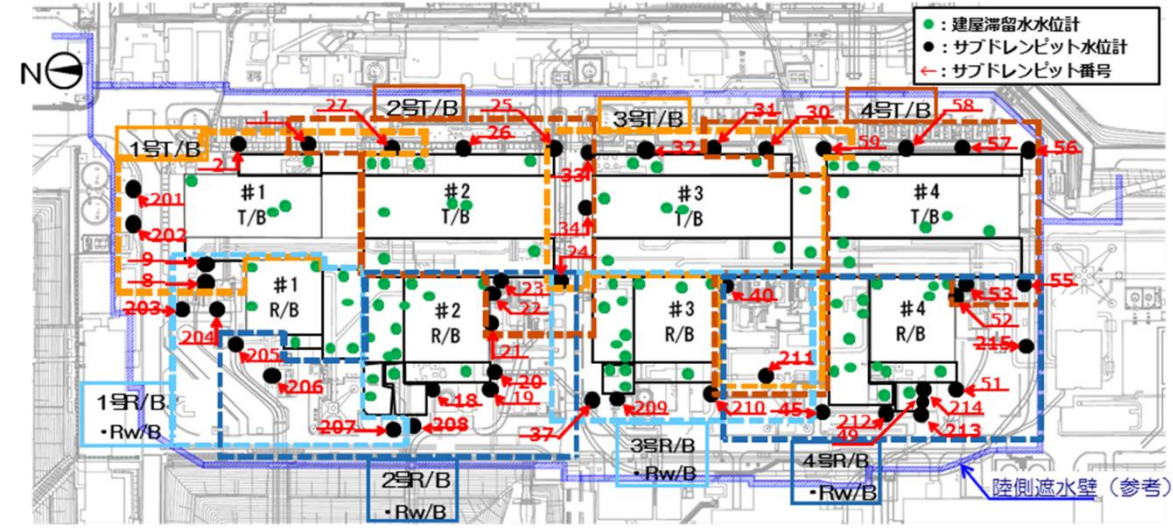 ●：建屋滞留水水位計
●：サブドレンピット水位計
←：サブドレンピット番号
N
1号T/B
2号T/B
3号T/B
4号T/B
1
27
25
26
31
30
58
2
32
59
57
56
33
201
202
34
9
8
24
#1
T/B
#2
T/B
#3
T/B
#4
T/B
203
204
23
22
40
55
53
52
#1
R/B
#2
R/B
#3
R/B
#4
R/B
205
206
21
20
211
215
18
19
51
207
208
37
209
210
45
212
49
214
213
1号R/B
・Rw/B
2号R/B
・Rw/B
3号R/B
・Rw/B
4号R/B
・Rw/B
陸側遮水壁（参考）